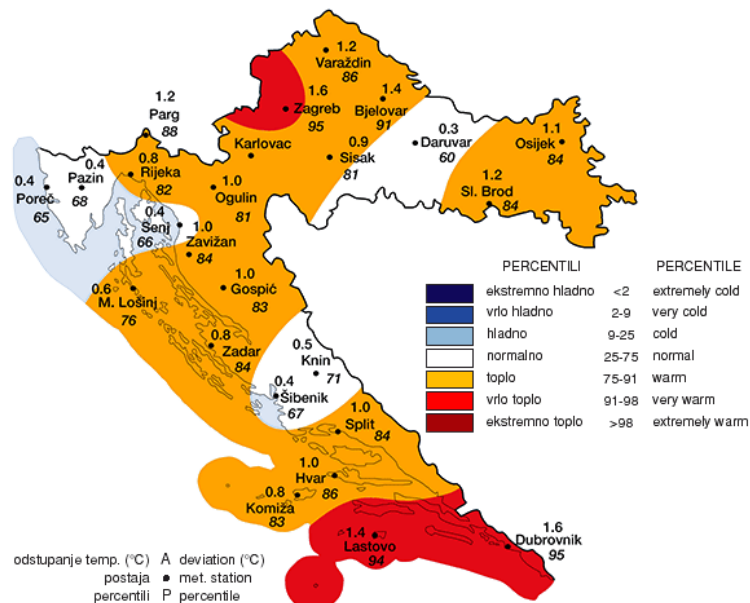 1.2
Varaždin
86
1.6
Zagreb
95
1.4
Bjelovar
91
1.2
Parg
88
Karlovac
0.9
Sisak
81
0.3
Daruvar
60
1.1
Osijek
84
1.2
Sl. Brod
84
0.4
Poreč
65
0.4
Pazin
68
0.8
Rijeka
82
1.0
Ogulin
81
0.4
Senj
66
1.0
Zavižan
84
1.0
Gospić
83
0.6
M. Lošinj
76
0.8
Zadar
84
0.5
Knin
71
0.4
Šibenik
67
1.0
Split
84
1.0
Hvar
86
0.8
Komiža
83
1.4
Lastovo
94
1.6
Dubrovnik
95
PERCENTILI PERCENTILE
ekstremno hladno <2 extremely cold
vrlo hladno 2-9 very cold
hladno 9-25 cold
normalno 25-75 normal
toplo 75-91 warm
vrlo toplo 91-98 very warm
ekstremno toplo >98 extremely warm
odstupanje temp. (°C) A deviation (°C)
postaja ● met. station
percentili P percentile